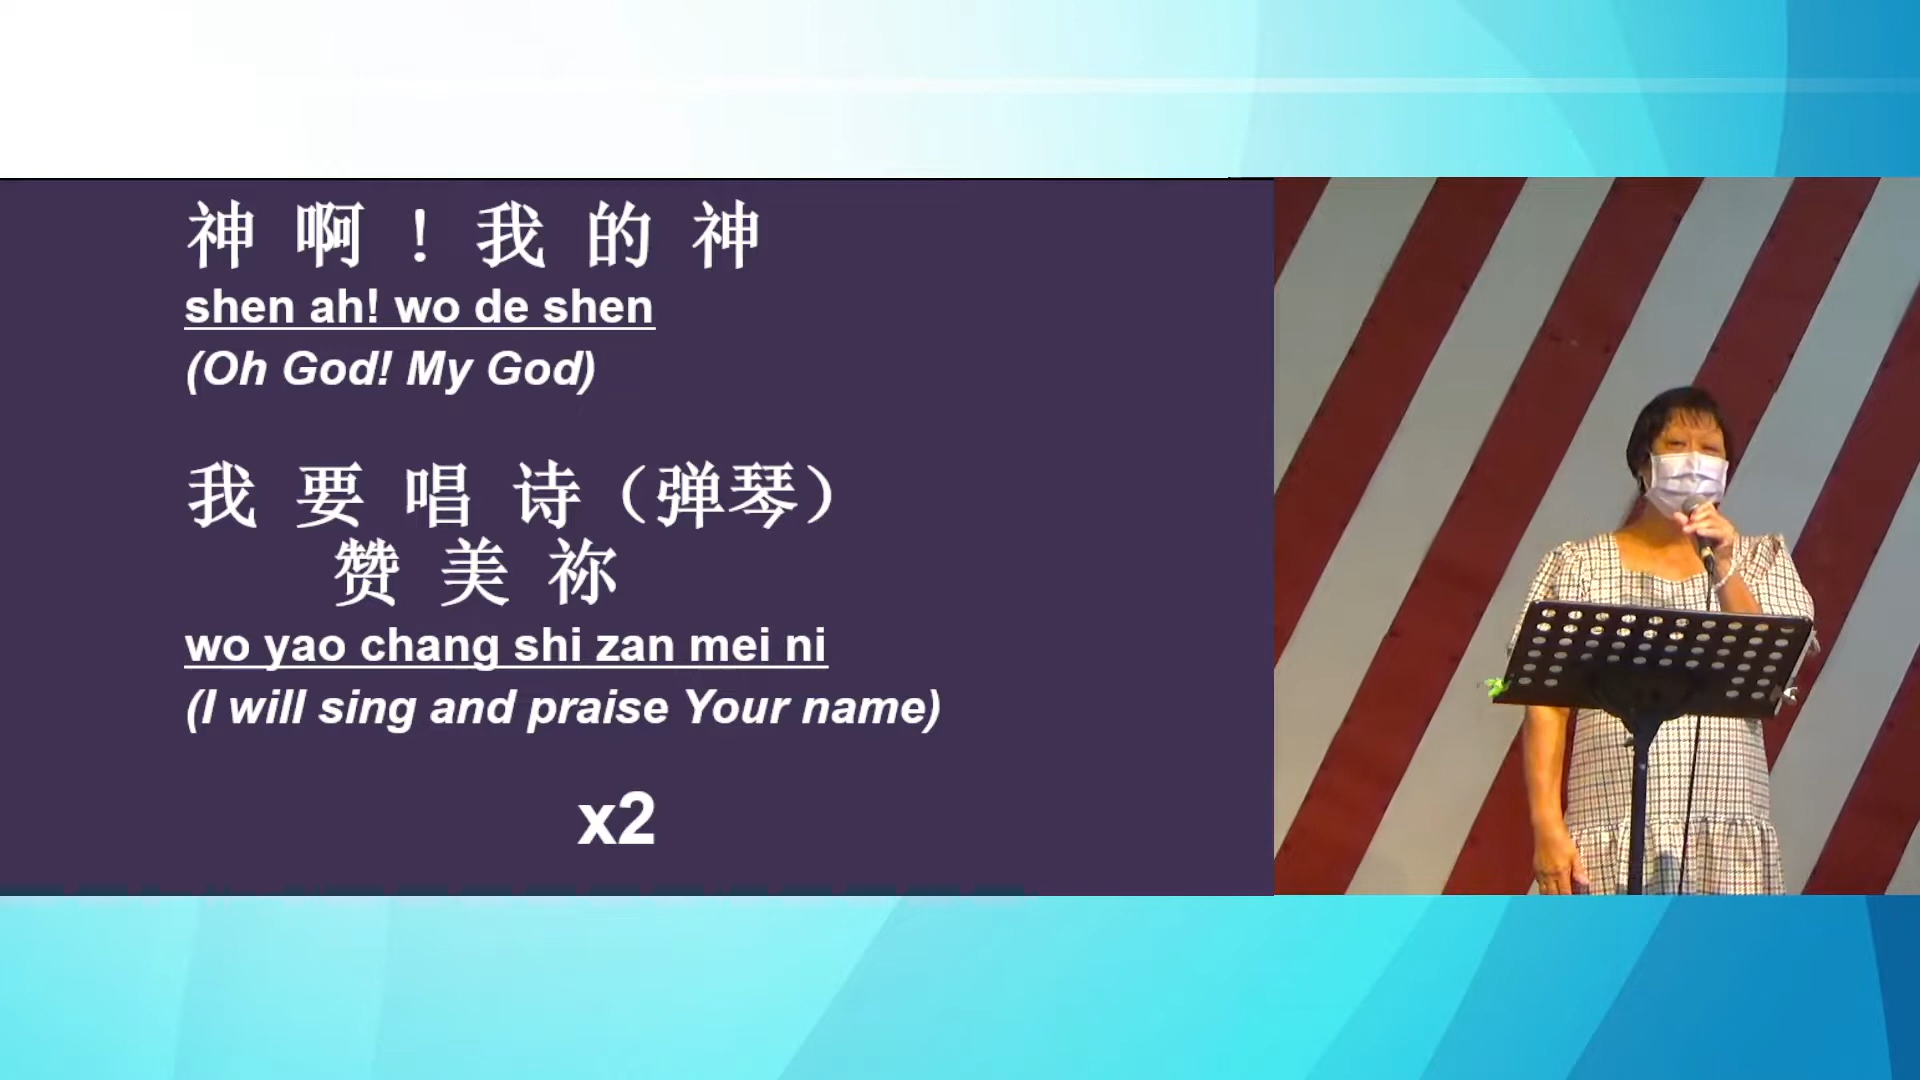 神 啊 ！ 我 的 神
shen ah! wo de shen
(Oh God! My God)
我 要 唱 诗（弹琴）
赞 美 祢
wo yao chang shi zan mei ni
(I will sing and praise Your name)
x2